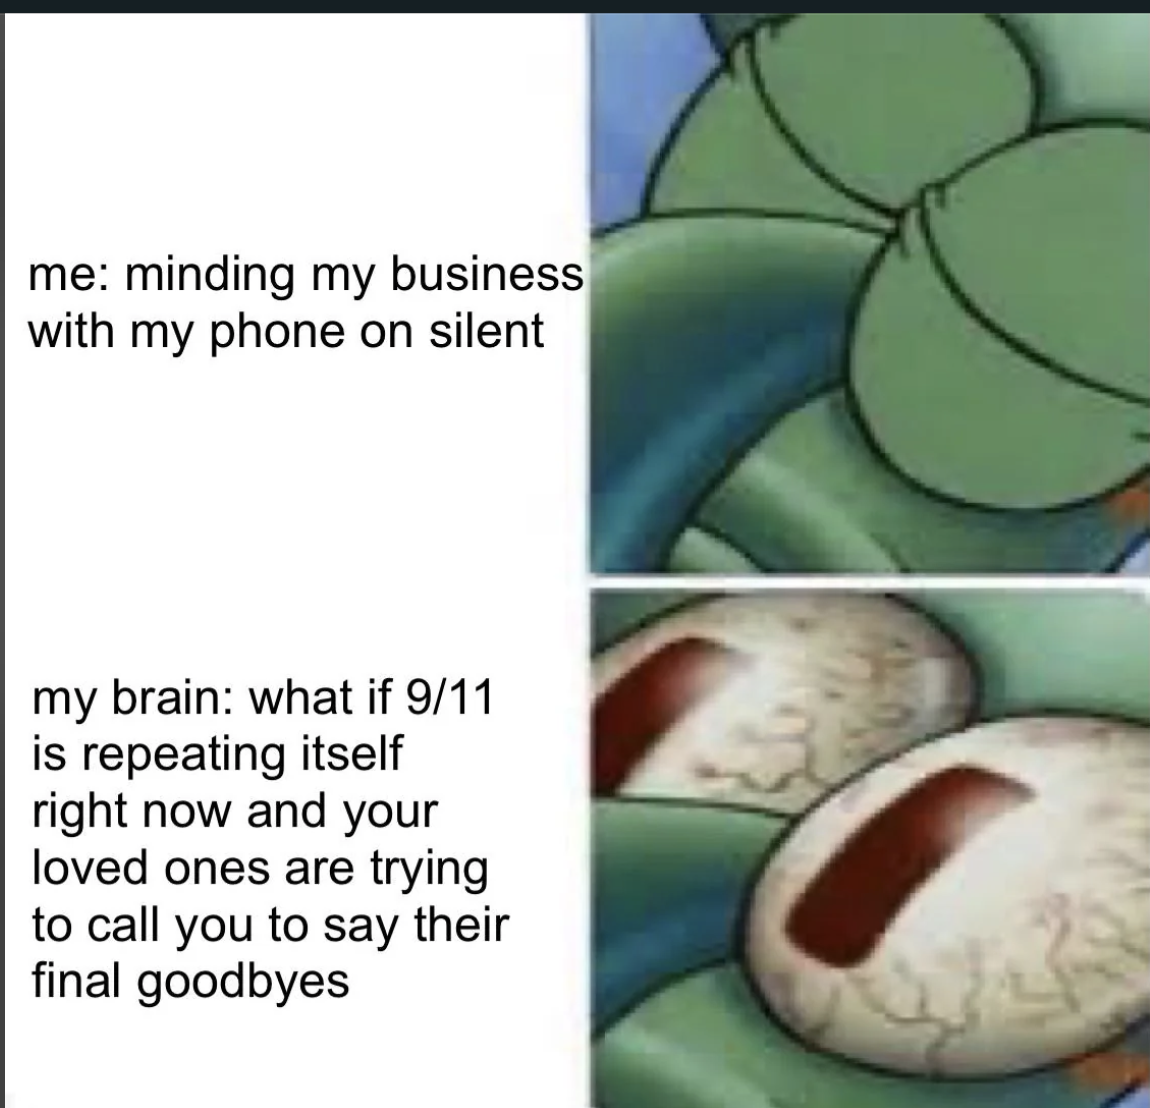 me: minding my business
with my phone on silent
my brain: what if 9/11
is repeating itself
right now and your
loved ones are trying
to call you to say their
final goodbyes